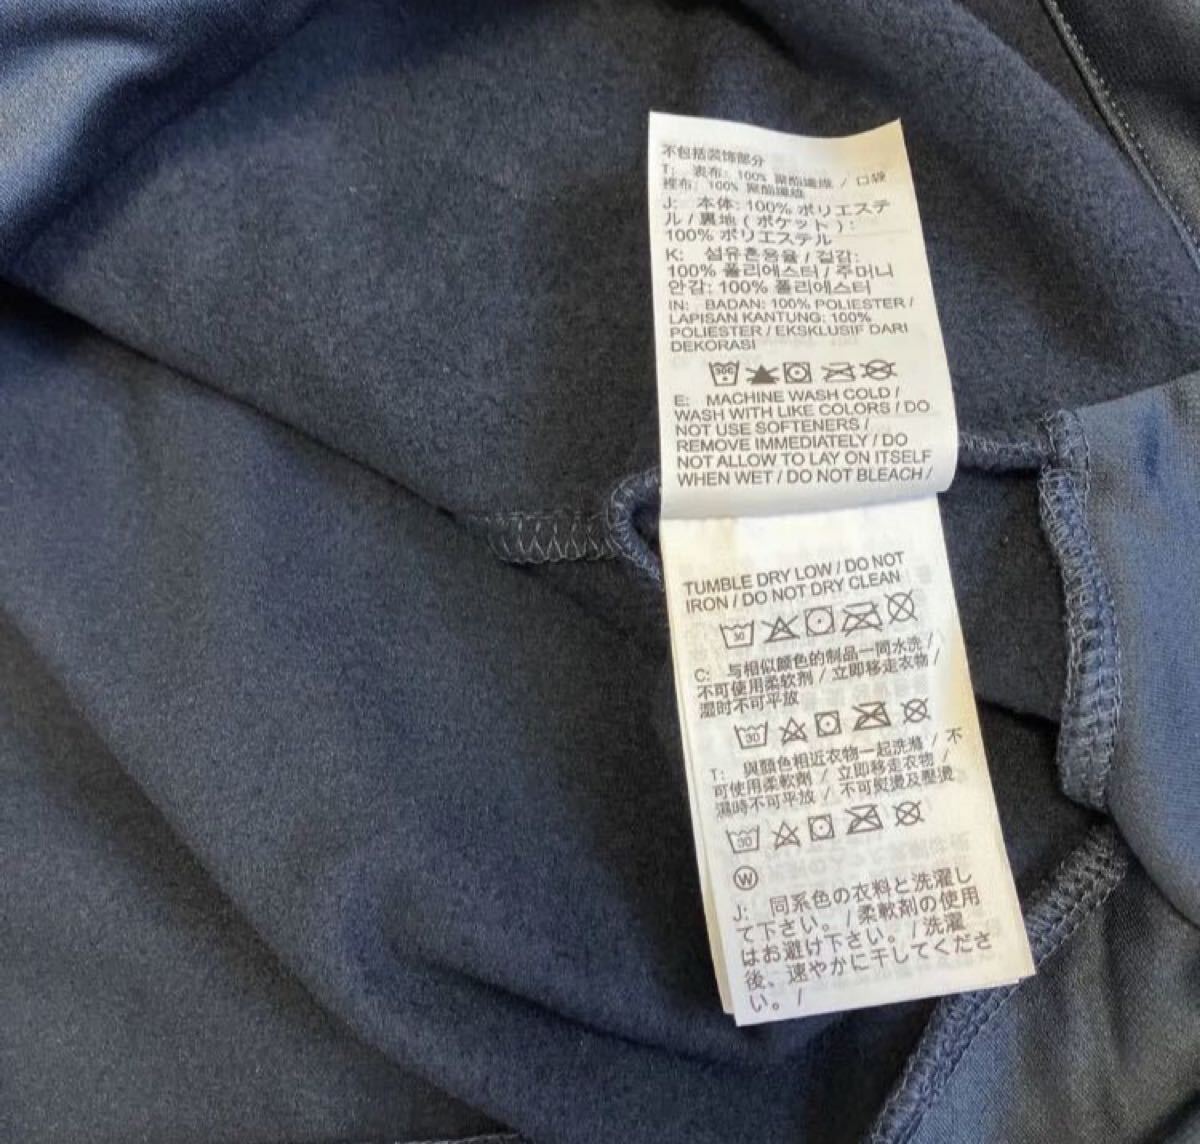 不包括装饰部分
T: 表布: 100% 聚酯纖維 / 口袋
裡布: 100% 聚酯纖維
J: 本体: 100% ポリエステ
ル / 裏地 ( ポケット ) :
100% ポリエステル
K: 섬유혼용율 / 겉감:
100% 폴리에스터 / 주머니
안감: 100% 폴리에스터
IN: BADAN: 100% POLIESTER /
LAPISAN KANTUNG: 100%
POLIESTER / EKSKLUSIF DARI
DEKORASI
30C
E: MACHINE WASH COLD /
WASH WITH LIKE COLORS / DO
NOT USE SOFTENERS /
REMOVE IMMEDIATELY / DO
NOT ALLOW TO LAY ON ITSELF
WHEN WET / DO NOT BLEACH /
TUMBLE DRY LOW / DO NOT
IRON / DO NOT DRY CLEAN
30
C: 与相似颜色的制品一同水洗 /
不可使用柔软剂 / 立即移走衣物 /
湿时不可平放
30
T: 與顏色相近衣物一起洗滌 / 不
可使用柔軟劑 / 立即移走衣物 /
濕時不可平放 / 不可熨燙及壓燙
30
W
J: 同系色の衣料と洗濯し
て下さい。 / 柔軟剤の使用
はお避け下さい。 / 洗濯
後、速やかに干してくださ
い。 /